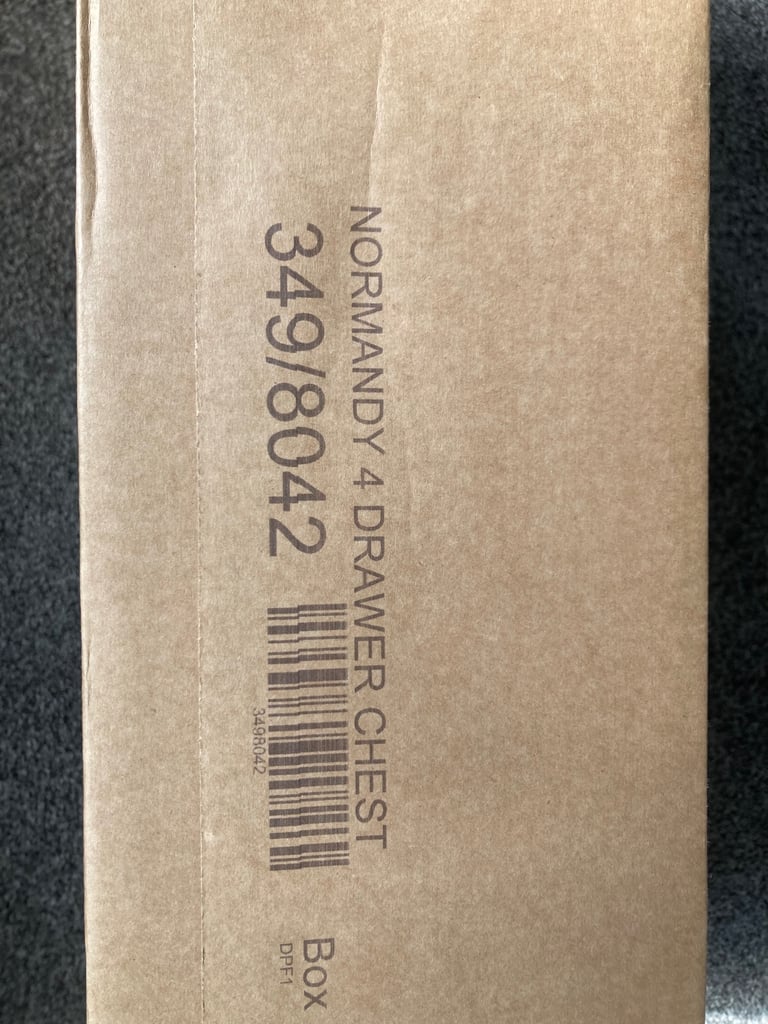 NORMANDY 4 DRAWER CHEST
349/8042
3498042
Box
DPF1